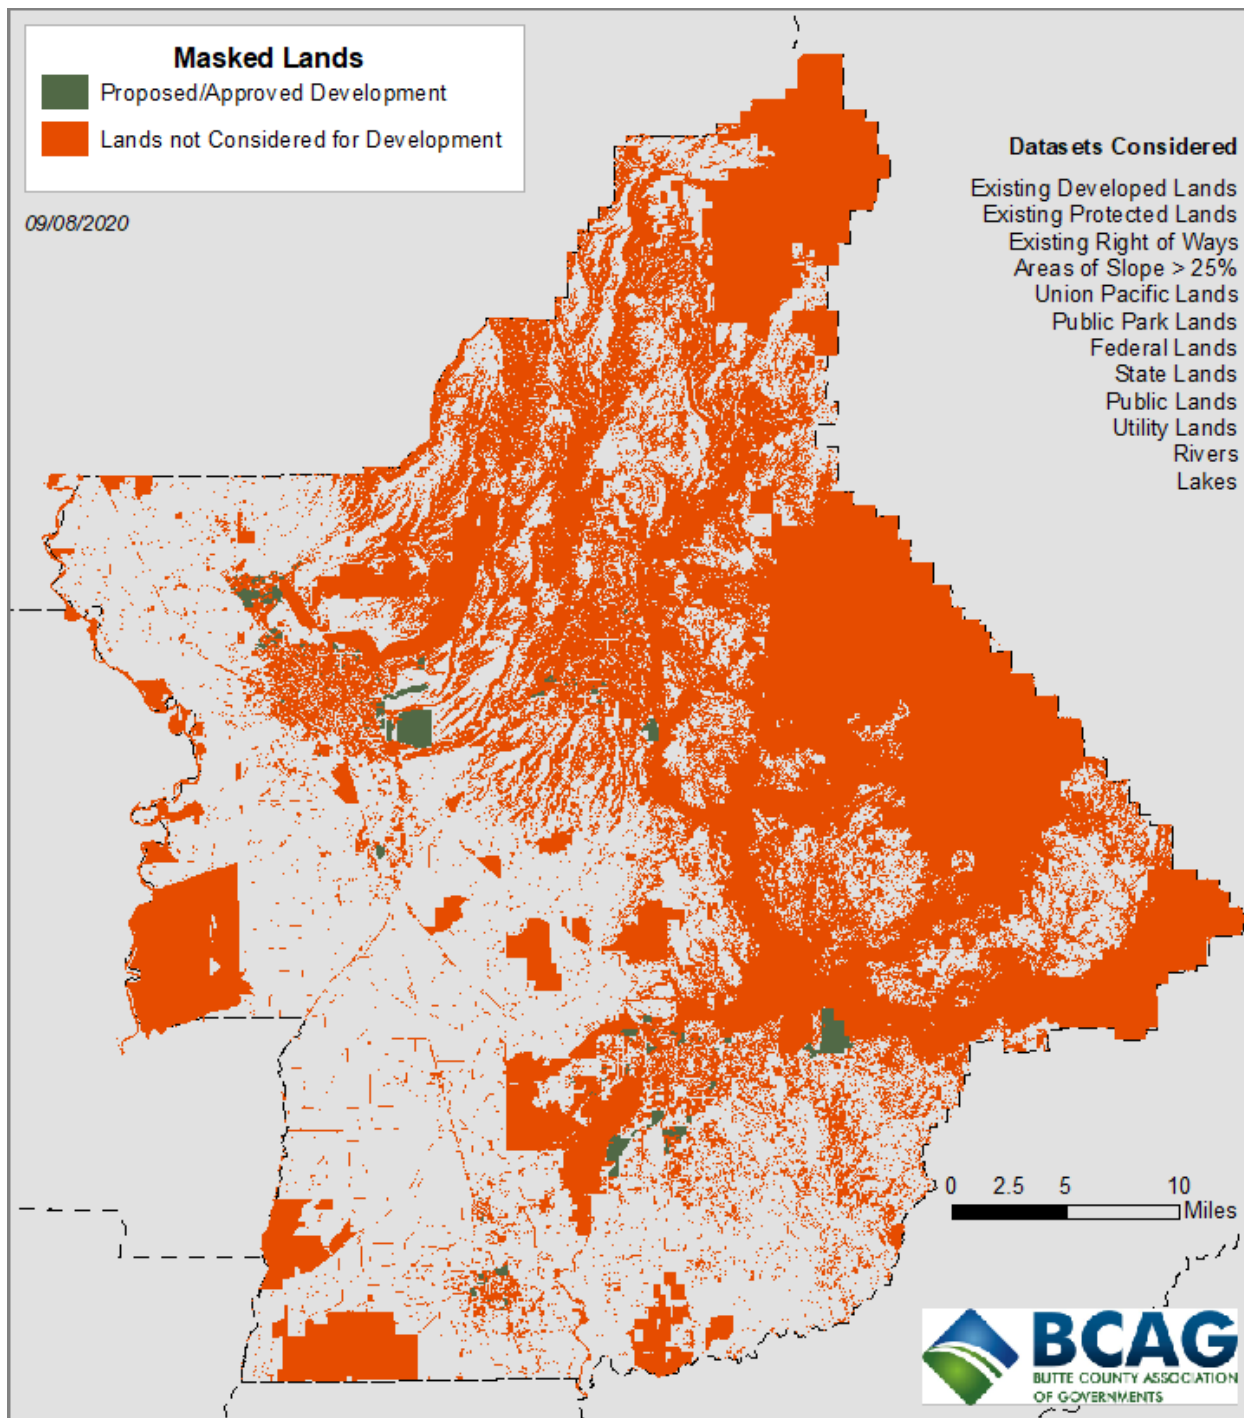 Masked Lands
Proposed/Approved Development
Lands not Considered for Development
09/08/2020
Datasets Considered
Existing Developed Lands
Existing Protected Lands
Existing Right of Ways
Areas of Slope > 25%
Union Pacific Lands
Public Park Lands
Federal Lands
State Lands
Public Lands
Utility Lands
Rivers
Lakes
0 2.5 5 10
Miles
BCAG
BUTTE COUNTY ASSOCIATION
OF GOVERNMENTS